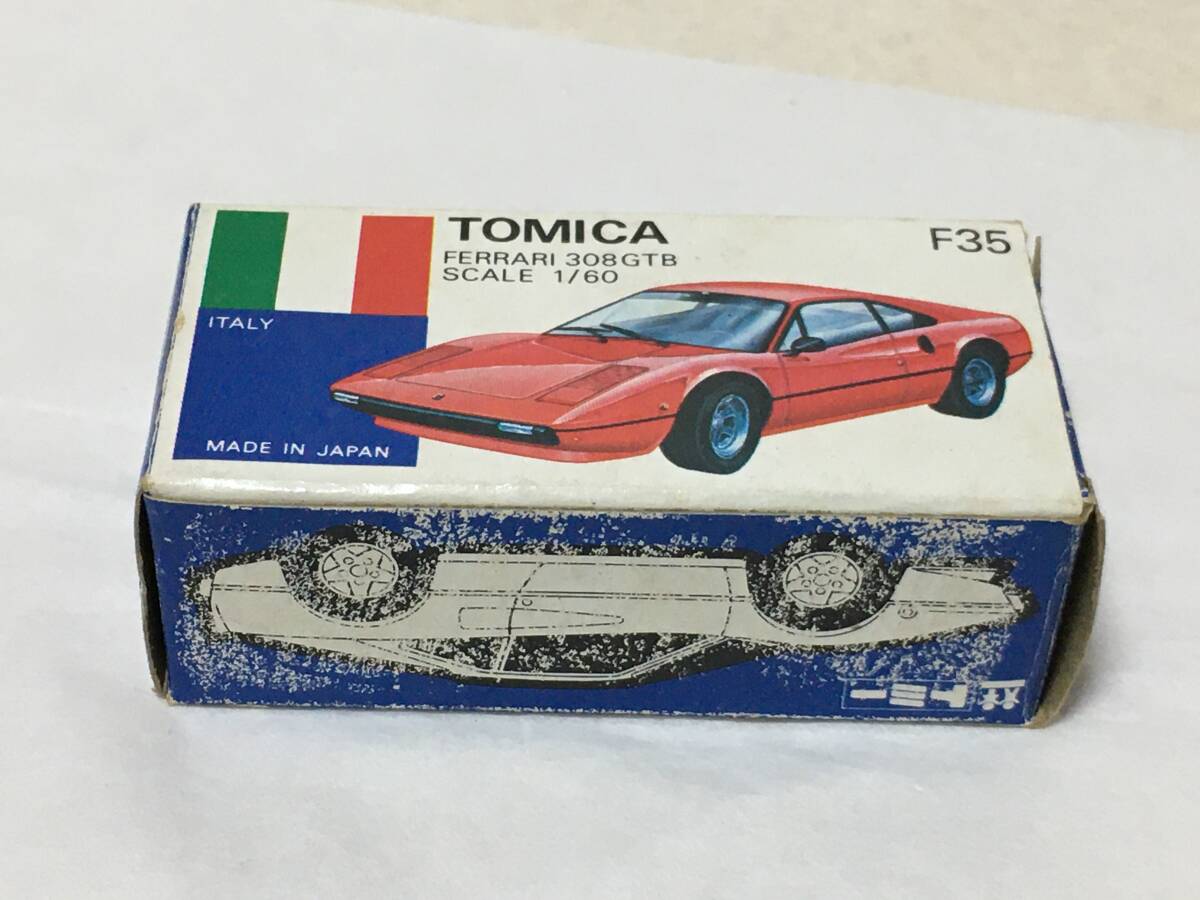 TOMICA
F35
FERRARI 308GTB
SCALE 1/60
ITALY
MADE IN JAPAN
トミー